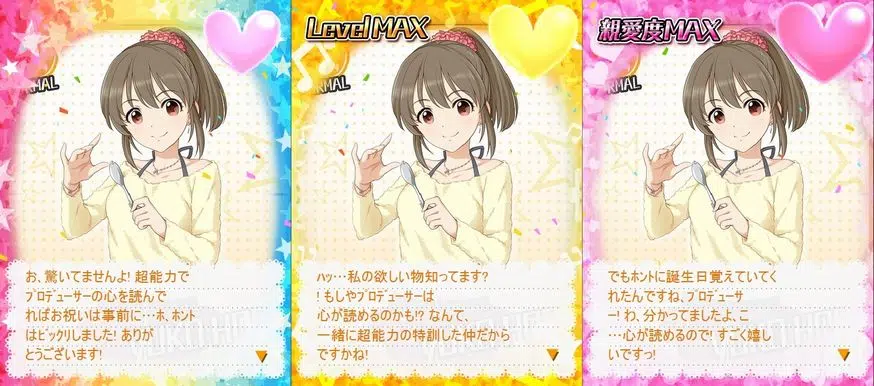 RMAL
お、驚いてませんよ! 超能力で
プロデューサーの心を読んで
ればお祝いは事前に…ホ、ホント
はビックリしました! ありが
とうございます!
Level MAX
RMAL
ハッ…私の欲しい物知ってます?
! もしやプロデューサーは
心が読めるのかも!? なんて、
一緒に超能力の特訓した仲だから
ですかね!
親愛度MAX
RMAL
でもホントに誕生日覚えていてく
れたんですね、プロデューサ
ー! わ、分かってましたよ、こ
…心が読めるので! すごく嬉し
いですっ!